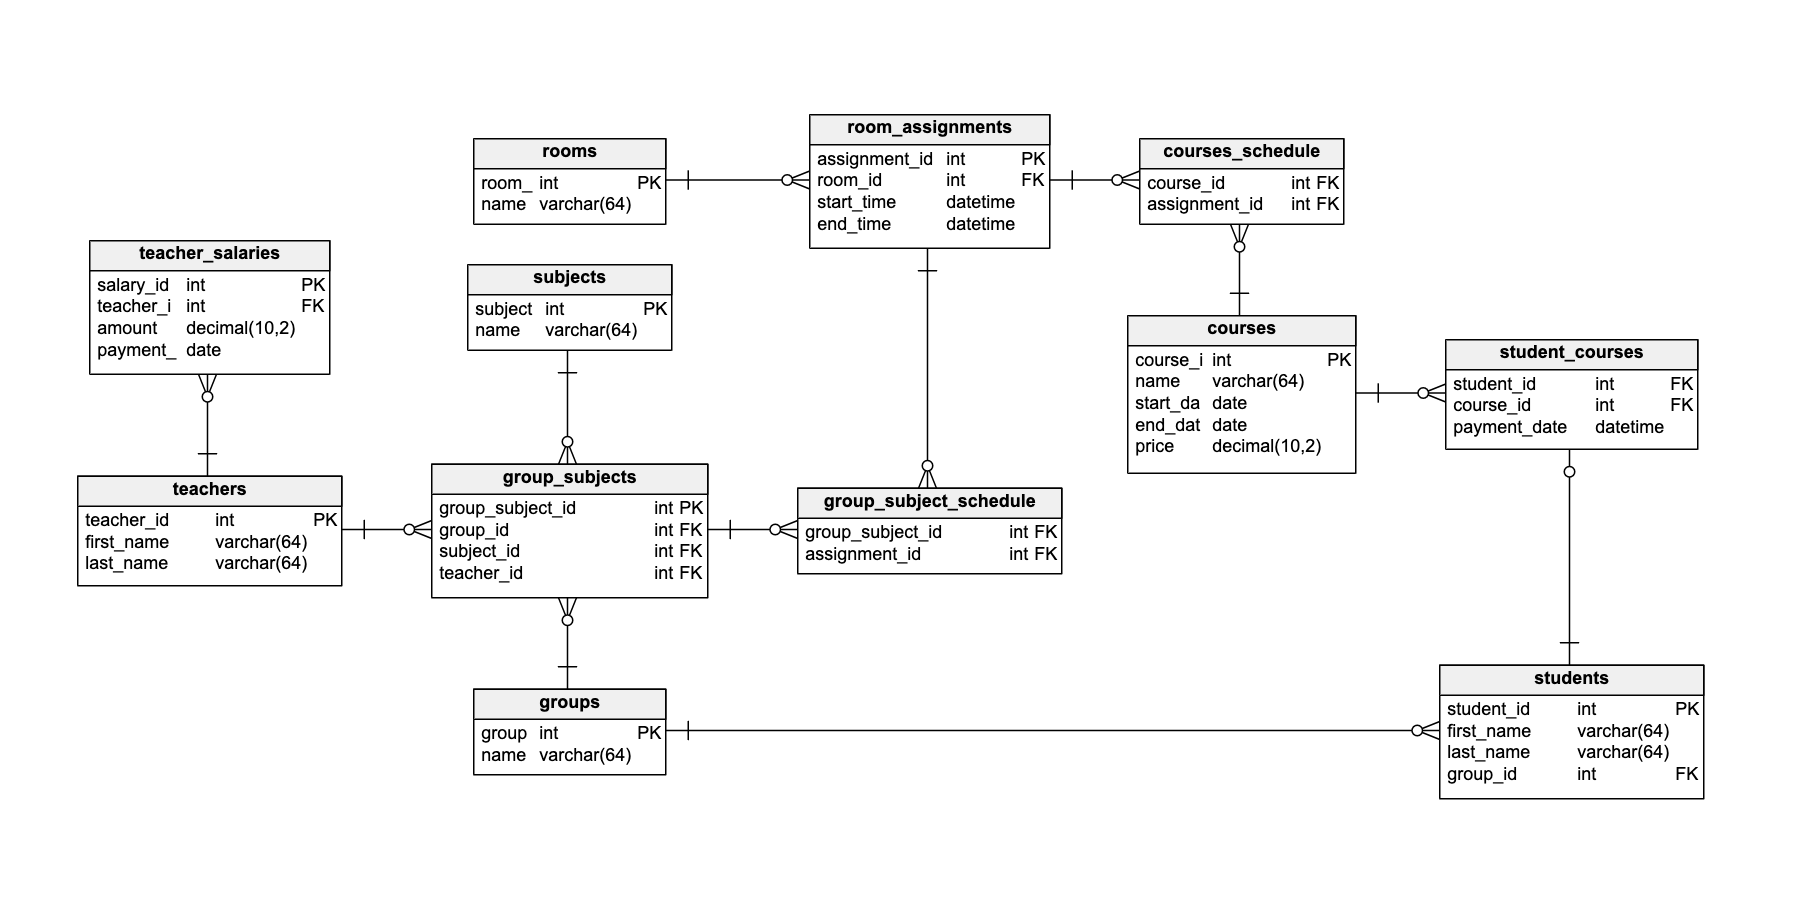 room_assignments
assignment_id int PK
room_id int FK
start_time datetime
end_time datetime
rooms
room_ int PK
name varchar(64)
courses_schedule
course_id int FK
assignment_id int FK
teacher_salaries
salary_id int PK
teacher_i int FK
amount decimal(10,2)
payment_ date
subjects
subject int PK
name varchar(64)
courses
course_i int PK
name varchar(64)
start_da date
end_dat date
price decimal(10,2)
student_courses
student_id int FK
course_id int FK
payment_date datetime
teachers
teacher_id int PK
first_name varchar(64)
last_name varchar(64)
group_subjects
group_subject_id int PK
group_id int FK
subject_id int FK
teacher_id int FK
group_subject_schedule
group_subject_id int FK
assignment_id int FK
groups
group int PK
name varchar(64)
students
student_id int PK
first_name varchar(64)
last_name varchar(64)
group_id int FK